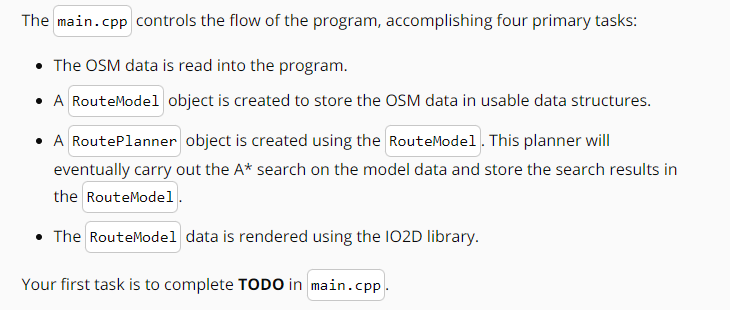 The main.cpp controls the flow of the program, accomplishing four primary tasks:
• The OSM data is read into the program.
• A RouteModel object is created to store the OSM data in usable data structures.
• A RoutePlanner object is created using the RouteModel. This planner will
eventually carry out the A* search on the model data and store the search results in
the RouteModel.
• The RouteModel data is rendered using the IO2D library.
Your first task is to complete TODO in main.cpp.